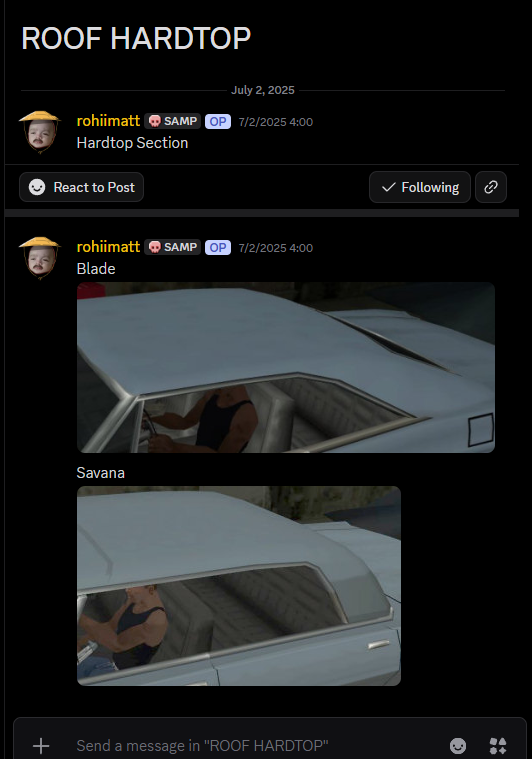 ROOF HARDTOP
July 2, 2025
rohiimatt SAMP OP 7/2/2025 4:00
Hardtop Section
React to Post Following
rohiimatt SAMP OP 7/2/2025 4:00
Blade
Savana
Send a message in "ROOF HARDTOP"